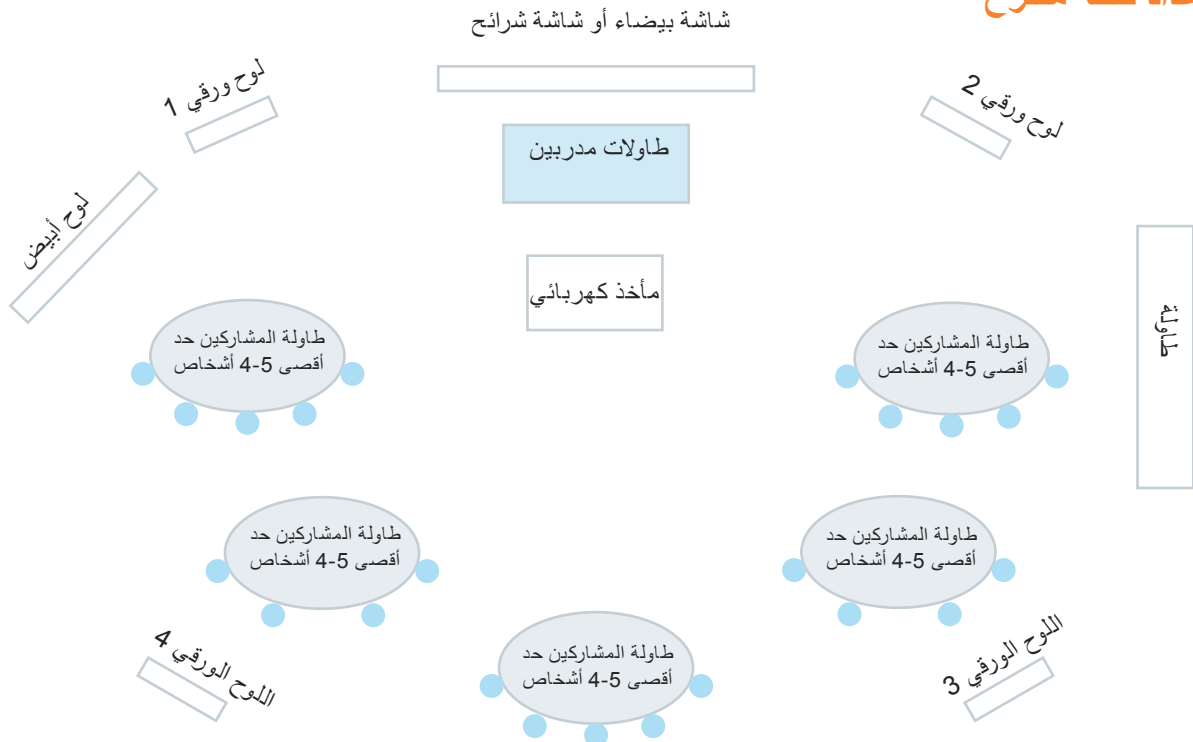 شاشة بيضاء أو شاشة شرائح
لوح ورقي 1
لوح ورقي 2
طاولات مدربين
لوح أبيض
مأخذ كهربائي
طاولة
طاولة المشاركين حد
أقصى 5-4 أشخاص
طاولة المشاركين حد
أقصى 5-4 أشخاص
طاولة المشاركين حد
أقصى 5-4 أشخاص
طاولة المشاركين حد
أقصى 5-4 أشخاص
طاولة المشاركين حد
أقصى 5-4 أشخاص
اللوح الورقي 3
اللوح الورقي 4